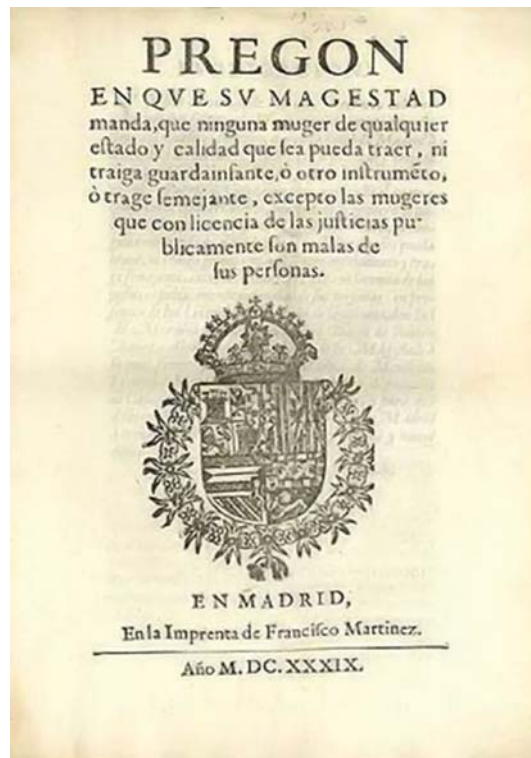 PREGON
EN QVE SV MAGESTAD
manda, que ninguna muger de qualquier
eſtado y calidad que ſea pueda traer, ni
traiga guardainfante, ò otro inſtrumẽto,
ò trage ſemejante, excepto las mugeres
que con licencia de las juſticias pu-
blicamente ſon malas de
ſus perſonas.
EN MADRID,
En la Imprenta de Franciſco Martinez.
Año M. DC. XXXIX.